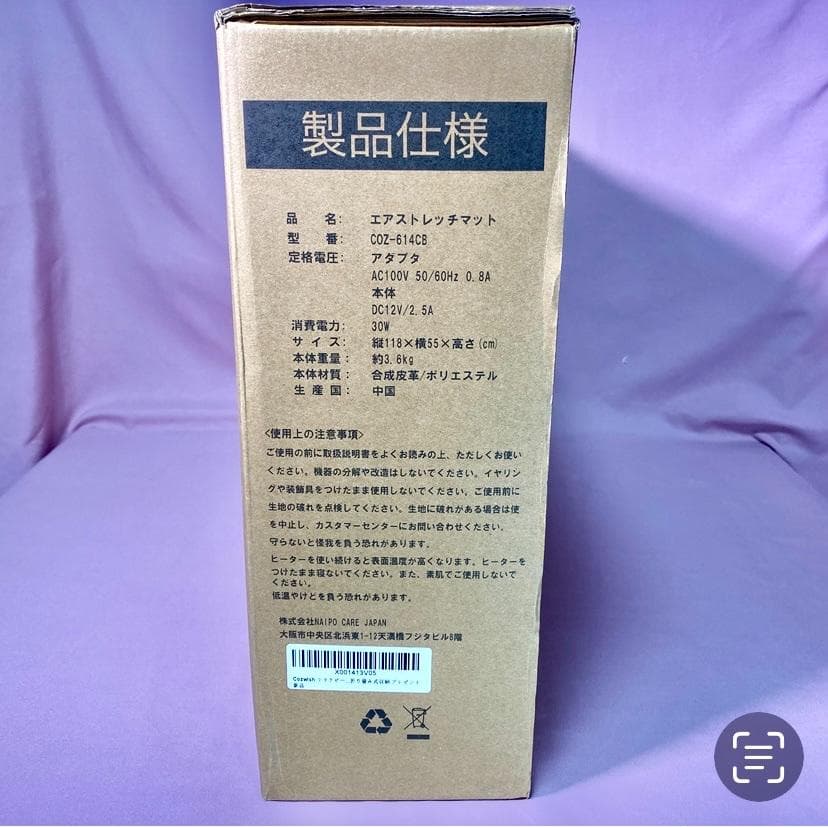 製品仕様
品 名: エアストレッチマット
型 番: COZ-614CB
定格電圧: アダプタ
AC100V 50/60Hz 0.8A
本体
DC12V/2.5A
消費電力: 30W
サイズ: 縦118×横55×高さ(cm)
本体重量: 約3.6kg
本体材質: 合成皮革/ポリエステル
生産国: 中国
<使用上の注意事項>
ご使用の前に取扱説明書をよくお読みの上、ただしくお使い
ください。機器の分解や改造はしないでください。イヤリン
グや装飾具をつけたまま使用しないでください。ご使用前に
生地の破れを点検してください。生地に破れがある場合は使
を中止し、カスタマーセンターにお問い合わせください。
守らないと怪我を負う恐れがあります。
ヒーターを使い続けると表面温度が高くなります。ヒーターを
つけたまま寝ないでください。また、素肌でご使用しないで
ください。
低温やけどを負う恐れがあります。
株式会社NAIPO CARE JAPAN
大阪市中央区北浜東1-12天満橋フジタビル8階
X001413V05
Cozwish 折り畳み式収納 プレゼント
新品